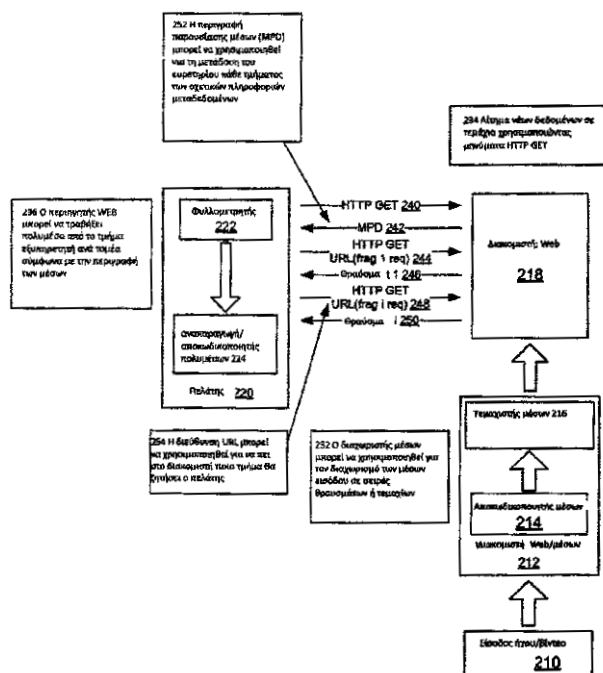 252 Η περιγραφή
παρουσίασης μέσων (MPD)
μπορεί να χρησιμοποιηθεί
για τη μετάδοση του
ευρετηρίου κάθε τμήματος
των σχετικών πληροφοριών
μεταδεδομένων
234 Αίτημα νέων δεδομένων σε
τεμάχια χρησιμοποιώντας
μηνύματα HTTP GET
236 Ο περιηγητής WEB
μπορεί να τραβήξει
πολυμέσα από το τμήμα
εξυπηρετητή ανά τομέα
σύμφωνα με την περιγραφή
των μέσων
Φυλλομετρητής
222
αναπαραγωγή/
αποκωδικοποιητής
πολυμέσων 224
Πελάτης 220
HTTP GET 240
MPD 242
HTTP GET
URL(frag 1 req) 244
Θραύσμα t 1 246
HTTP GET
URL(frag i req) 248
Θραύσμα i 250
Διακομιστής Web
218
254 Η διεύθυνση URL μπορεί
να χρησιμοποιηθεί για να πει
στο διακομιστή ποιο τμήμα θα
ζητήσει ο πελάτης
232 Ο διαχωριστής μέσων
μπορεί να χρησιμοποιηθεί για
τον διαχωρισμό των μέσων
εισόδου σε σειρές
θραυσμάτων ή τεμαχίων
Τεμαχιστής μέσων 216
μέσων
214
Web/μέσων
212
Είσοδος ήχου/βίντεο
210